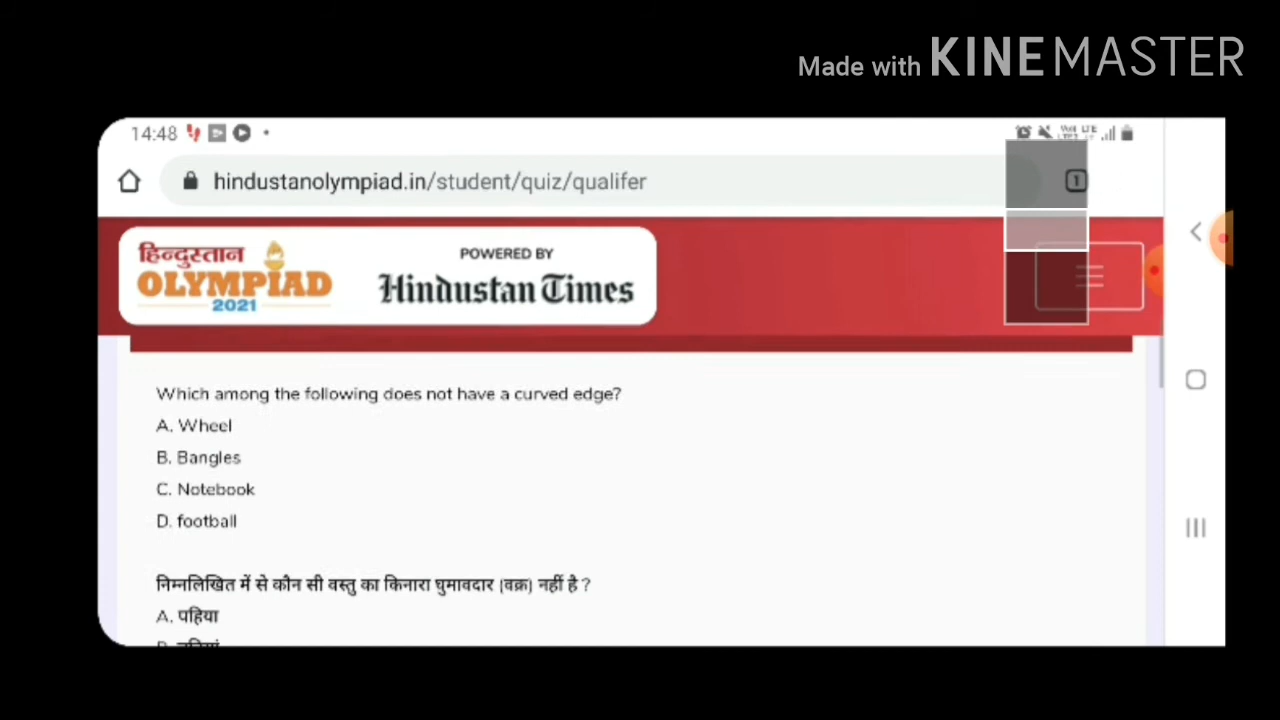 Made with KINEMASTER
14:48
hindustanolympiad.in/student/quiz/qualifer
1
हिन्दुस्तान
OLYMPIAD
2021
POWERED BY
Hindustan Times
Which among the following does not have a curved edge?
A. Wheel
B. Bangles
C. Notebook
D. football
निम्नलिखित में से कौन सी वस्तु का किनारा घुमावदार (वक्र) नहीं है ?
A. पहिया